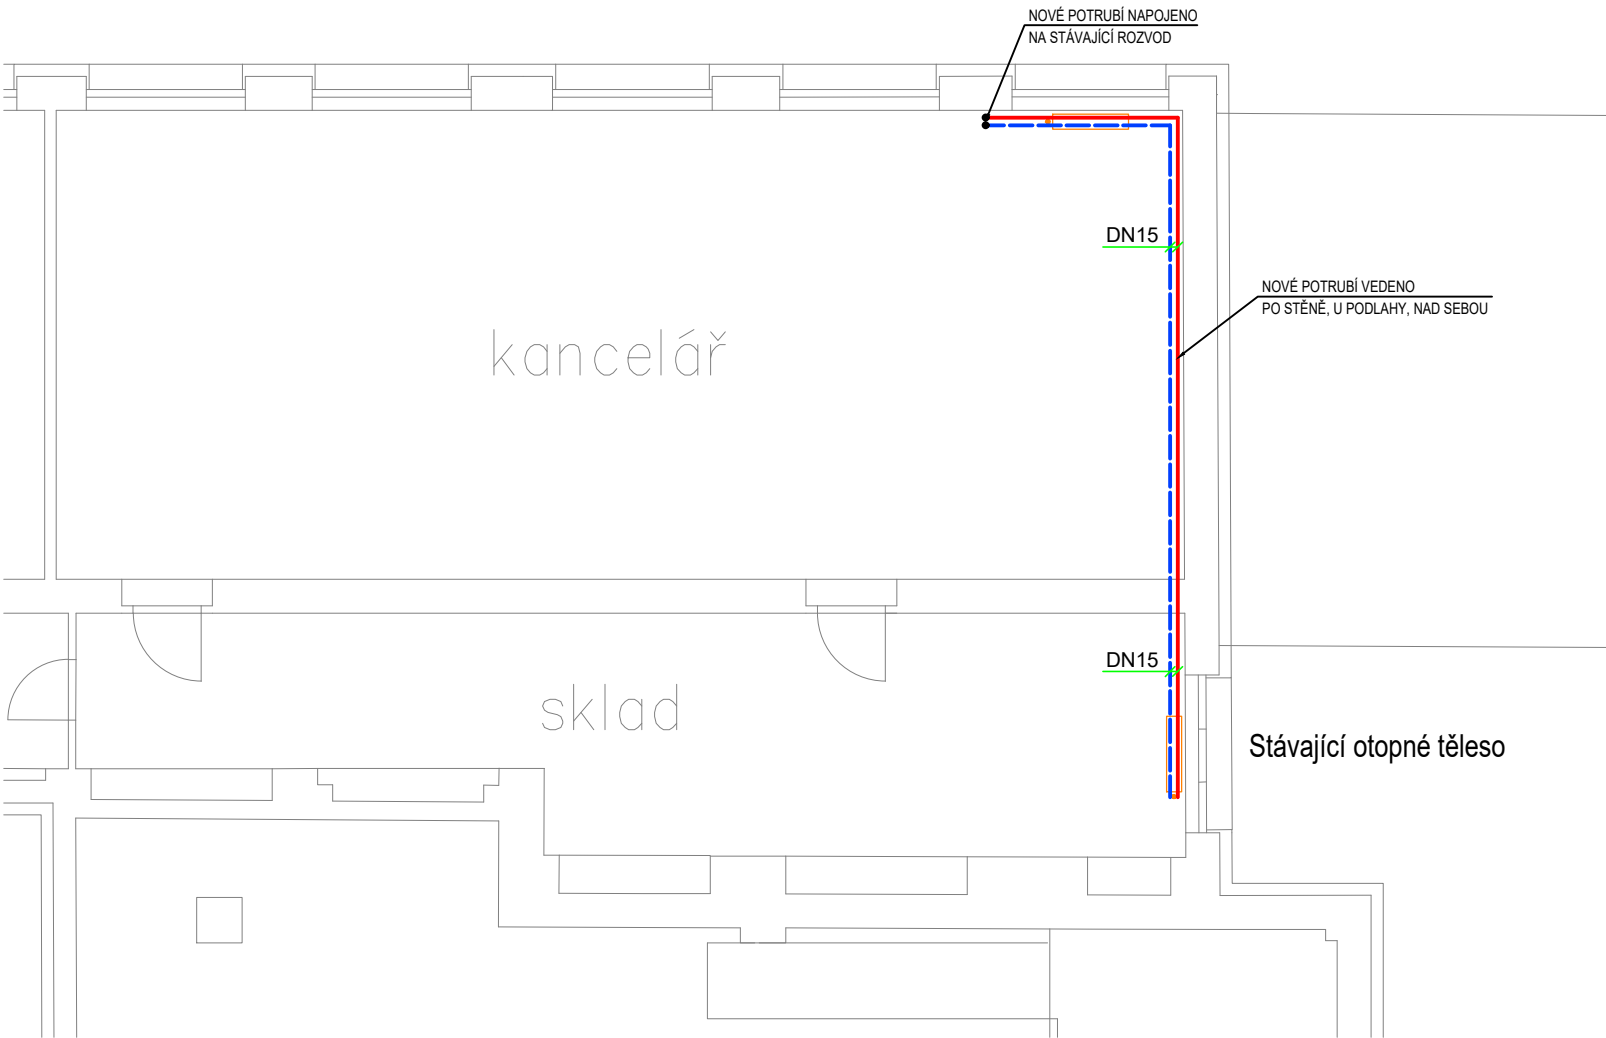 NOVÉ POTRUBÍ NAPOJENO
NA STÁVAJÍCÍ ROZVOD
DN15
NOVÉ POTRUBÍ VEDENO
PO STĚNĚ, U PODLAHY, NAD SEBOU
kancelář
DN15
sklad
Stávající otopné těleso